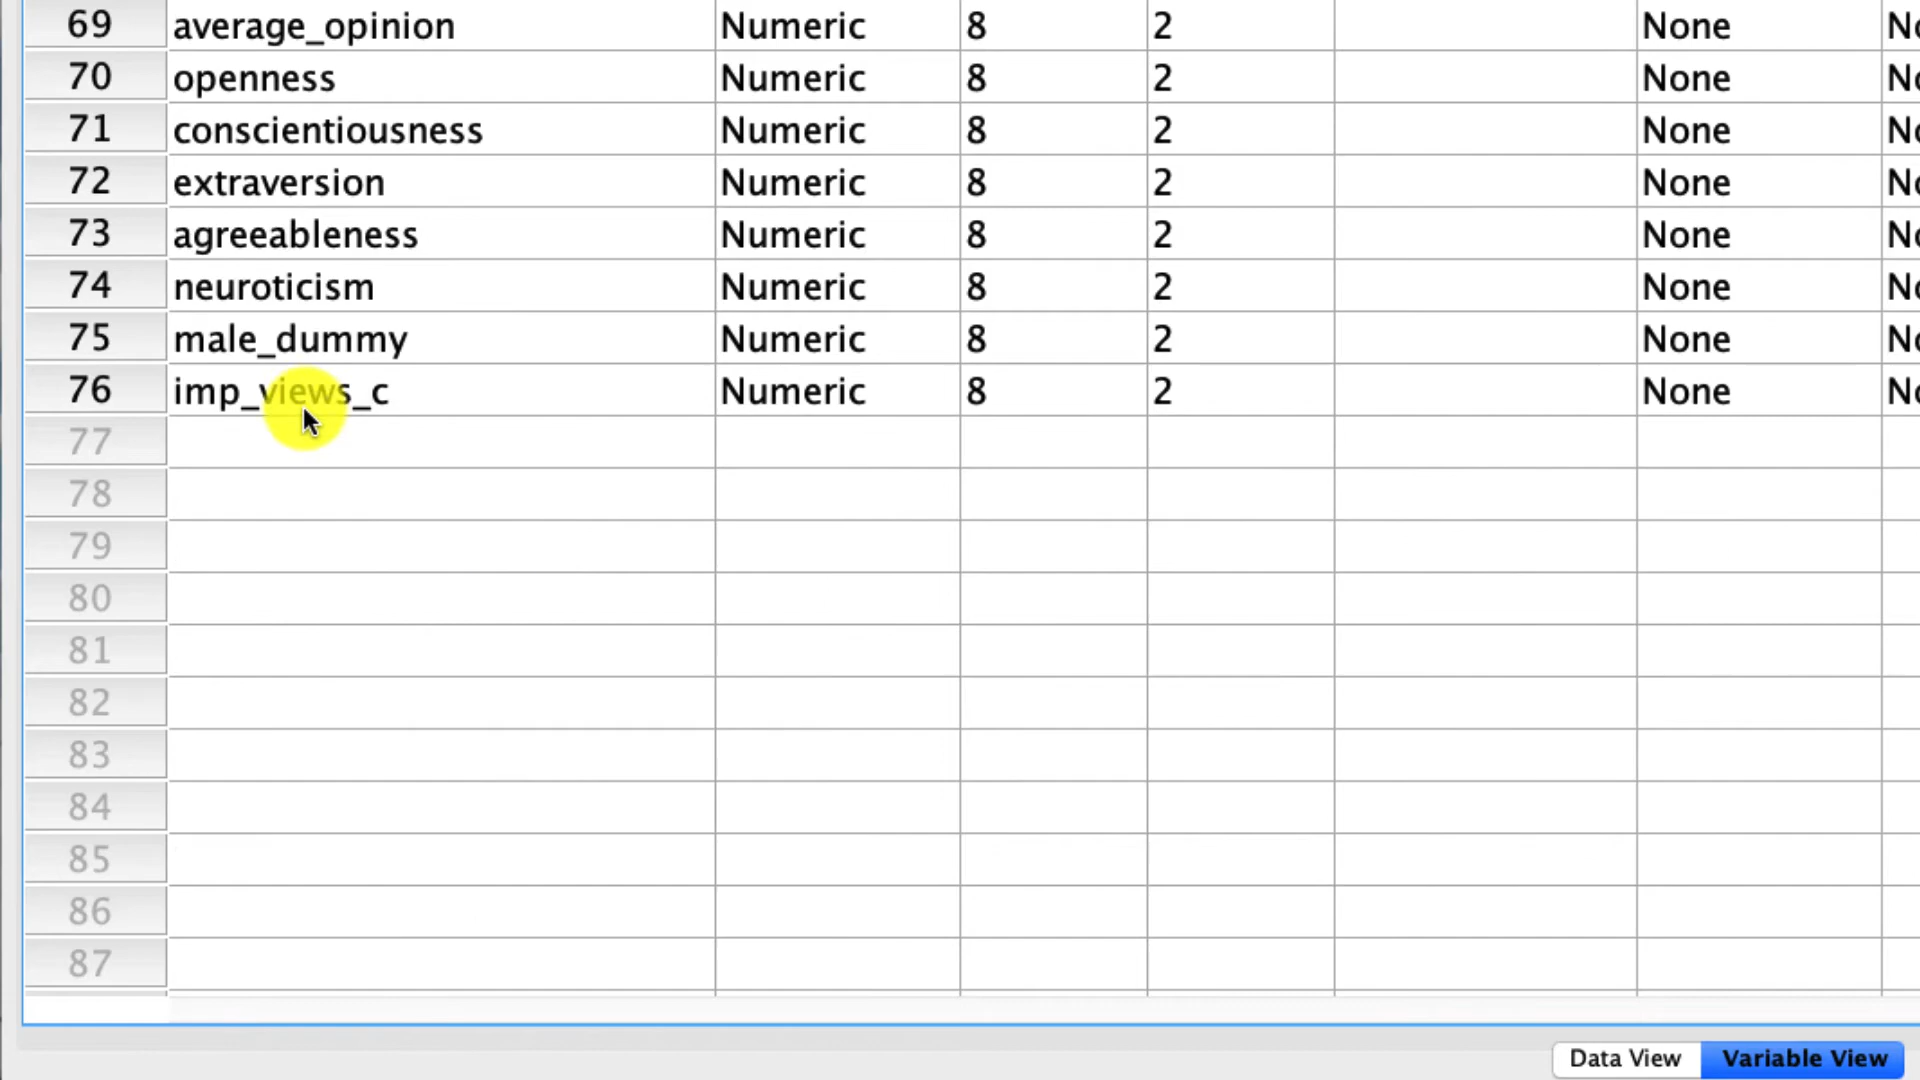 69 average_opinion Numeric 8 2 None
70 openness Numeric 8 2 None
71 conscientiousness Numeric 8 2 None
72 extraversion Numeric 8 2 None
73 agreeableness Numeric 8 2 None
74 neuroticism Numeric 8 2 None
75 male_dummy Numeric 8 2 None
76 imp_views_c Numeric 8 2 None
77
78
79
80
81
82
83
84
85
86
87
Data View Variable View